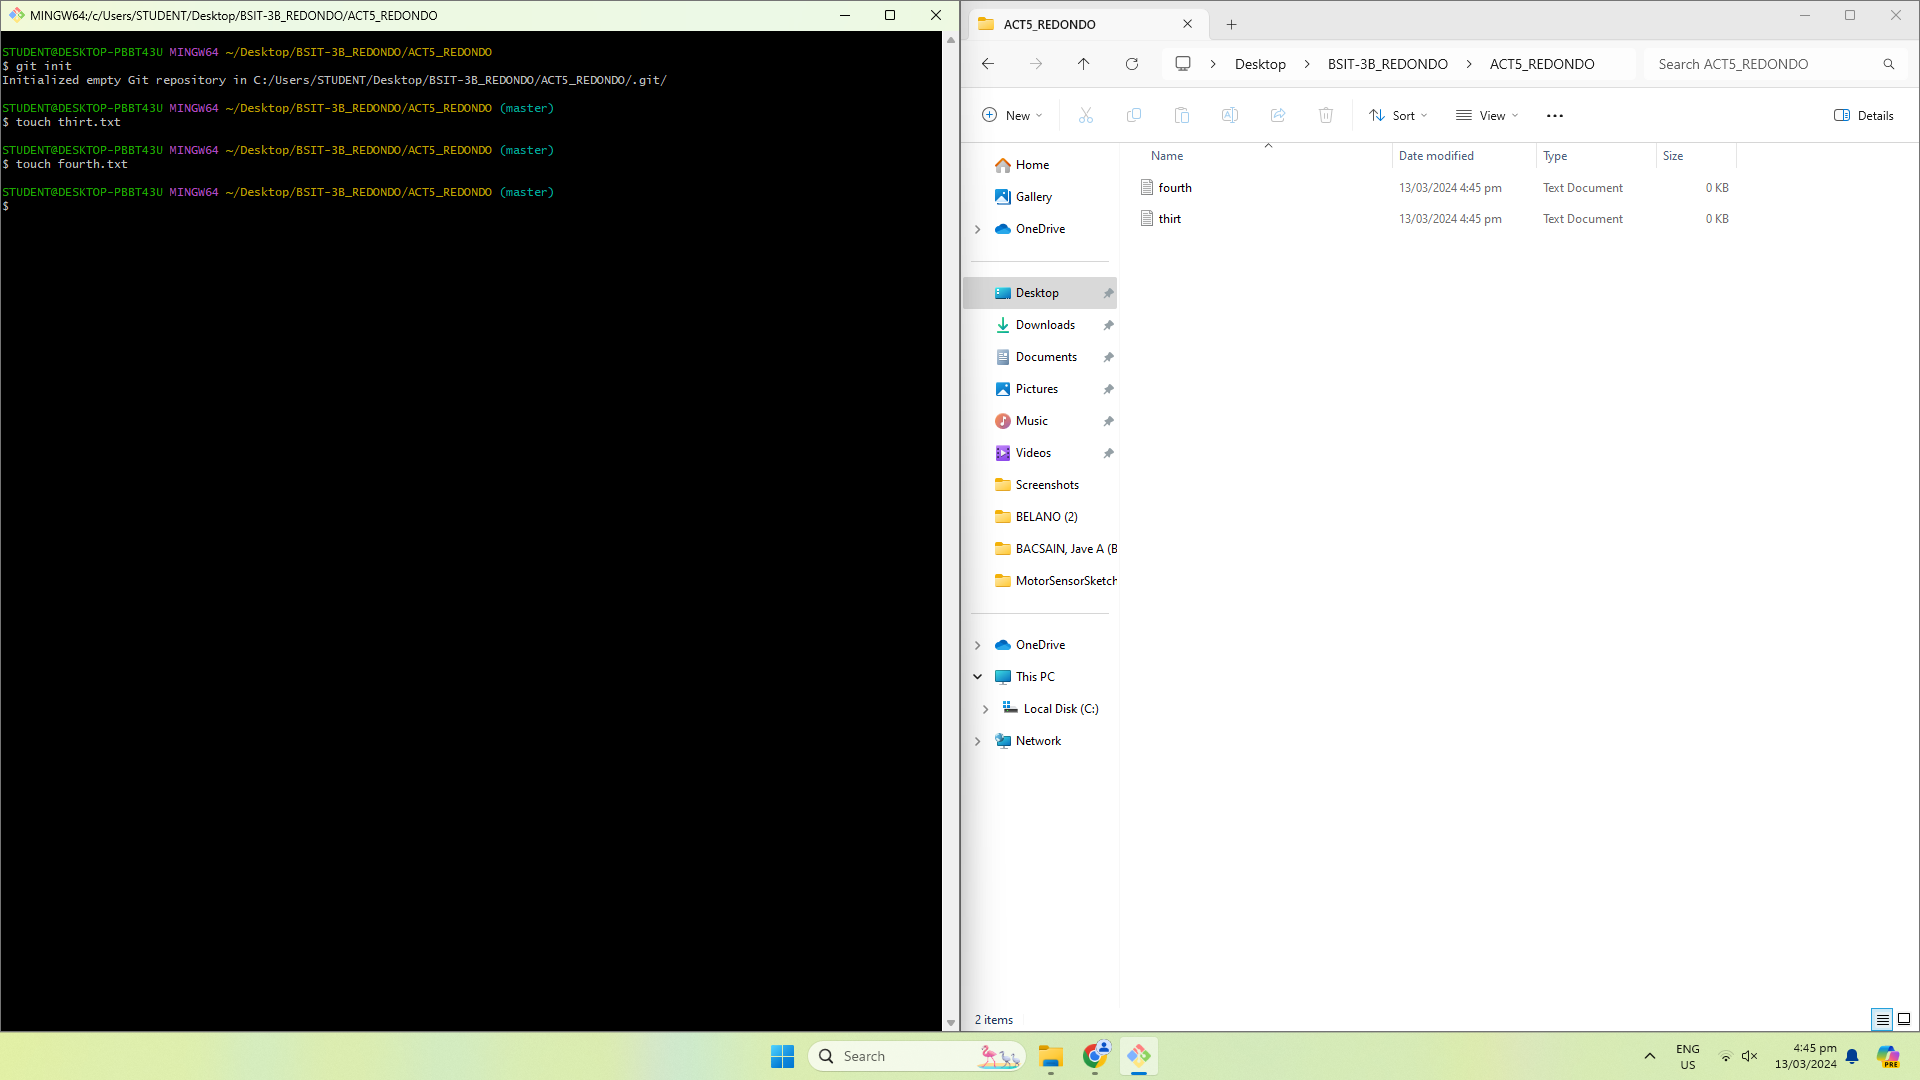 MINGW64:/c/Users/STUDENT/Desktop/BSIT-3B_REDONDO/ACT5_REDONDO
STUDENT@DESKTOP-PBBT43U MINGW64 ~/Desktop/BSIT-3B_REDONDO/ACT5_REDONDO
$ git init
Initialized empty Git repository in C:/Users/STUDENT/Desktop/BSIT-3B_REDONDO/ACT5_REDONDO/.git/
STUDENT@DESKTOP-PBBT43U MINGW64 ~/Desktop/BSIT-3B_REDONDO/ACT5_REDONDO (master)
$ touch thirt.txt
STUDENT@DESKTOP-PBBT43U MINGW64 ~/Desktop/BSIT-3B_REDONDO/ACT5_REDONDO (master)
$ touch fourth.txt
STUDENT@DESKTOP-PBBT43U MINGW64 ~/Desktop/BSIT-3B_REDONDO/ACT5_REDONDO (master)
$
ACT5_REDONDO
Desktop > BSIT-3B_REDONDO > ACT5_REDONDO
Search ACT5_REDONDO
New Sort View ... Details
Home
Gallery
OneDrive
Desktop
Downloads
Documents
Pictures
Music
Videos
Screenshots
BELANO (2)
BACSAIN, Jave A (B
MotorSensorSketch
OneDrive
This PC
Local Disk (C:)
Network
Name Date modified Type Size
fourth 13/03/2024 4:45 pm Text Document 0 KB
thirt 13/03/2024 4:45 pm Text Document 0 KB
2 items
Search
ENG
US
4:45 pm
13/03/2024
PRE